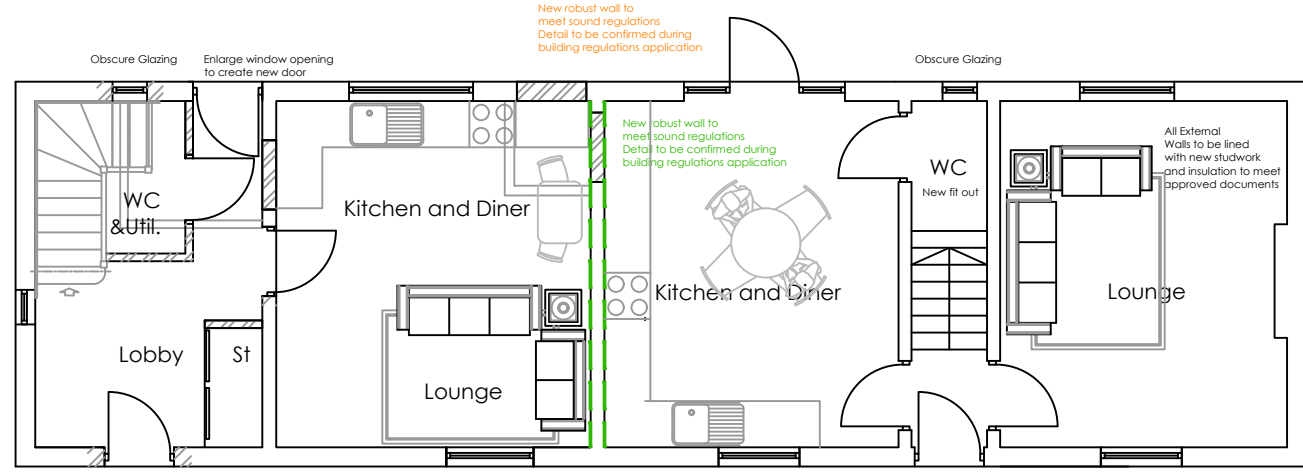 New robust wall to
meet sound regulations
Detail to be confirmed during
building regulations application
Obscure Glazing
Enlarge window opening
to create new door
Obscure Glazing
New robust wall to
meet sound regulations
Detail to be confirmed during
building regulations application
All External
Walls to be lined
with new studwork
and insulation to meet
approved documents
WC
&Util.
Kitchen and Diner
WC
New fit out
Kitchen and Diner
Lounge
Lobby
St
Lounge